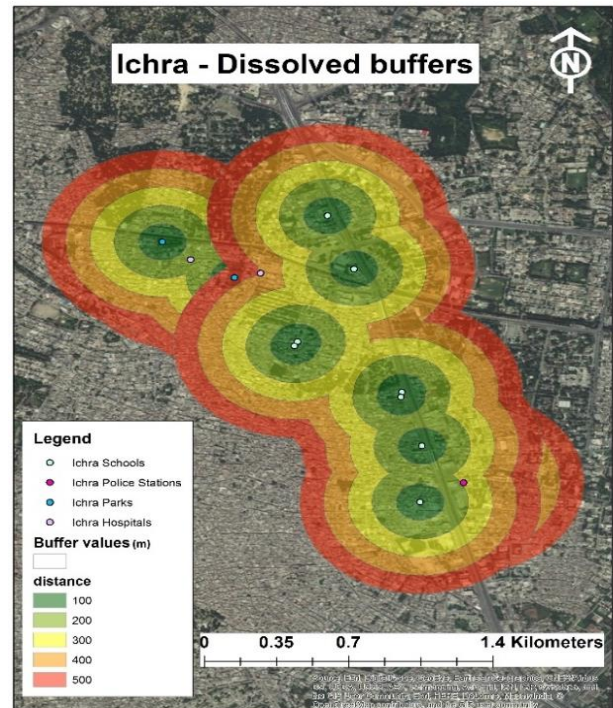 Ichra - Dissolved buffers
N
Legend
Ichra Schools
Ichra Police Stations
Ichra Parks
Ichra Hospitals
Buffer values (m)
distance
100
200
300
400
500
0 0.35 0.7 1.4 Kilometers